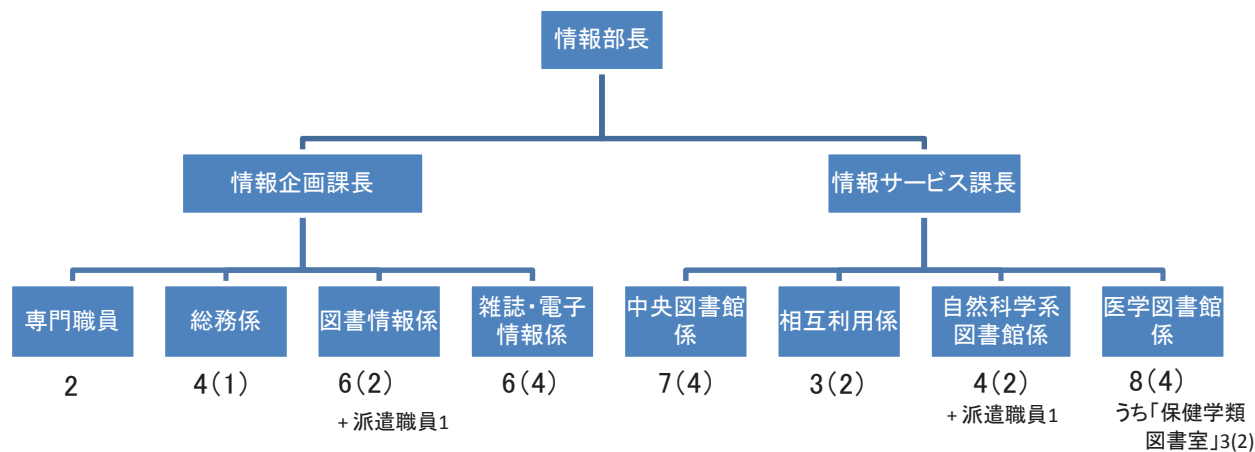 情報部長
情報企画課長
情報サービス課長
専門職員
総務係
図書情報係
雑誌・電子
情報係
中央図書館
係
相互利用係
自然科学系
図書館係
医学図書館
係
2
4(1)
6(2)
+派遣職員1
6(4)
7(4)
3(2)
4(2)
+派遣職員1
8(4)
うち「保健学類
図書室」3(2)